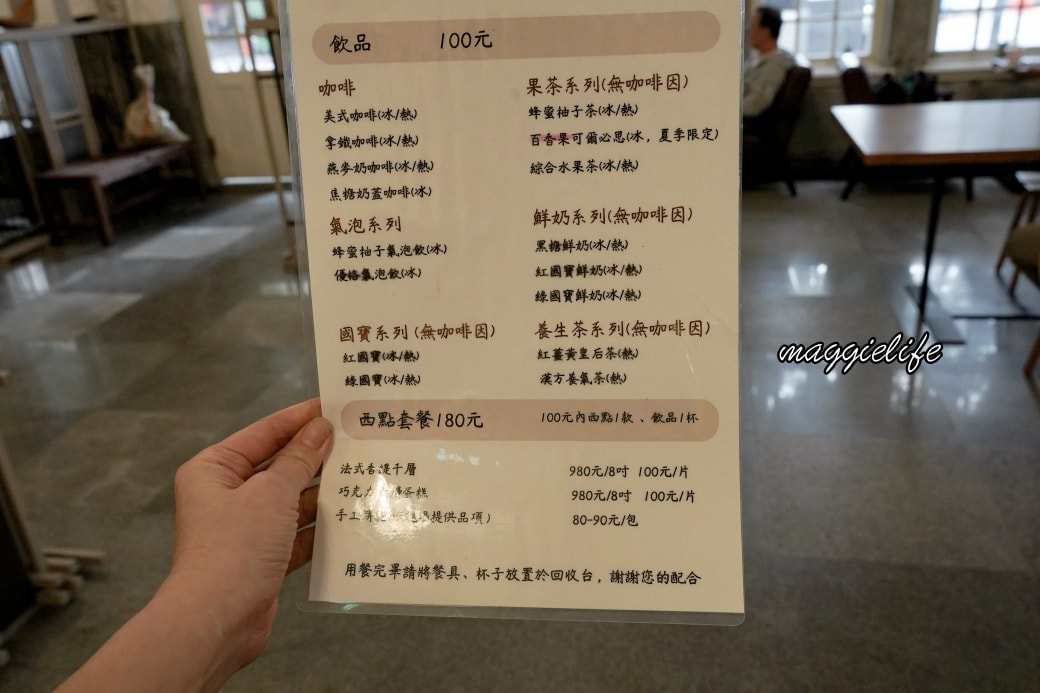 飲品 100元
咖啡
美式咖啡(冰/熱)
拿鐵咖啡(冰/熱)
燕麥奶咖啡(冰/熱)
焦糖奶蓋咖啡(冰)
氣泡系列
蜂蜜柚子氣泡飲(冰)
優格氣泡飲(冰)
國寶系列(無咖啡因)
紅國寶(冰/熱)
綠國寶(冰/熱)
果茶系列(無咖啡因)
蜂蜜柚子茶(冰/熱)
百香果可爾必思(冰，夏季限定)
綜合水果茶(冰/熱)
鮮奶系列(無咖啡因)
黑糖鮮奶(冰/熱)
紅國寶鮮奶(冰/熱)
綠國寶鮮奶(冰/熱)
養生茶系列(無咖啡因)
紅薑黃皇后茶(熱)
漢方養氣茶(熱)
西點套餐180元 100元內西點1款、飲品1杯
法式香提千層 980元/8吋 100元/片
巧克力 蛋糕 980元/8吋 100元/片
手工 提供品項) 80-90元/包
用餐完畢請將餐具、杯子放置於回收台，謝謝您的配合
maggielife